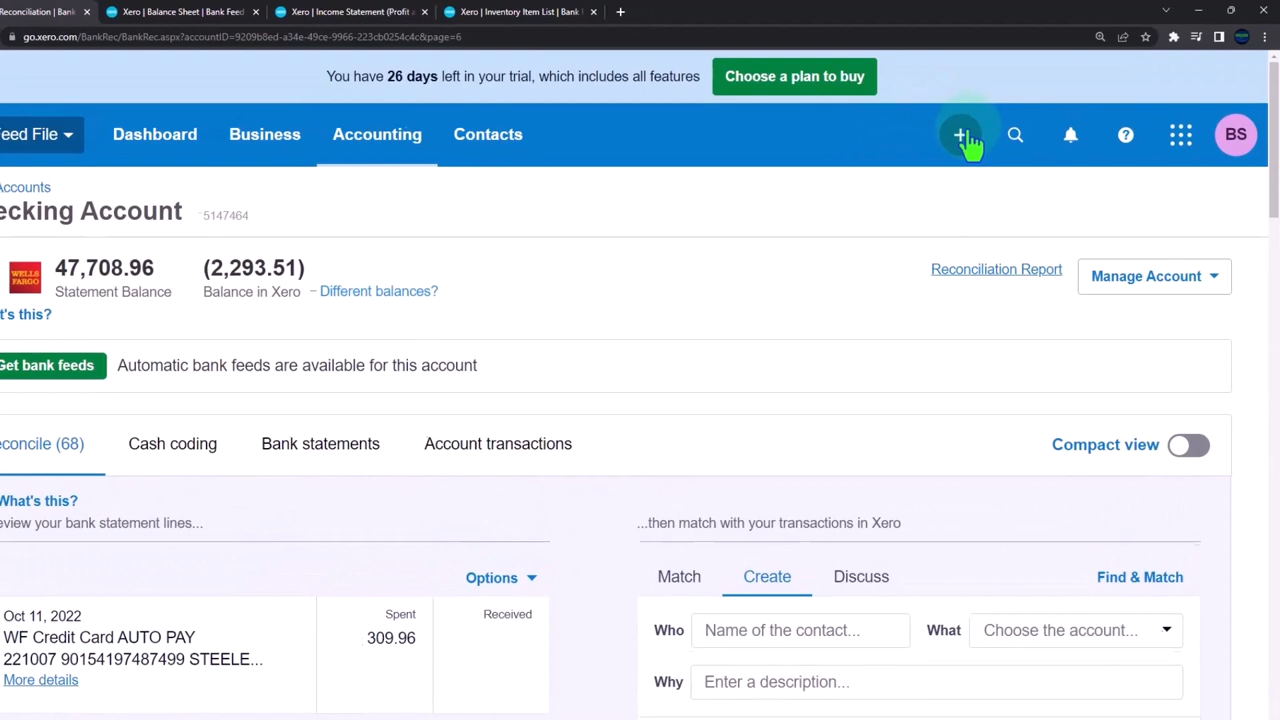 Reconciliation | Bank
Xero | Balance Sheet | Bank Feed
Xero | Income Statement (Profit a
Xero | Inventory Item List | Bank
go.xero.com/BankRec/BankRec.aspx?accountID=9209b8ed-a34e-49ce-9966-223cb0254c4c&page=6
You have 26 days left in your trial, which includes all features
Choose a plan to buy
eed File
Dashboard
Business
Accounting
Contacts
BS
Accounts
ecking Account
5147464
WELLS
FARGO
47,708.96
(2,293.51)
Statement Balance
Balance in Xero
Different balances?
Reconciliation Report
Manage Account
t's this?
Get bank feeds
Automatic bank feeds are available for this account
econcile (68)
Cash coding
Bank statements
Account transactions
Compact view
What's this?
eview your bank statement lines...
...then match with your transactions in Xero
Options
Match
Create
Discuss
Find & Match
Oct 11, 2022
WF Credit Card AUTO PAY
221007 90154197487499 STEELE...
More details
Spent
309.96
Received
Who
Name of the contact...
What
Choose the account...
Why
Enter a description...